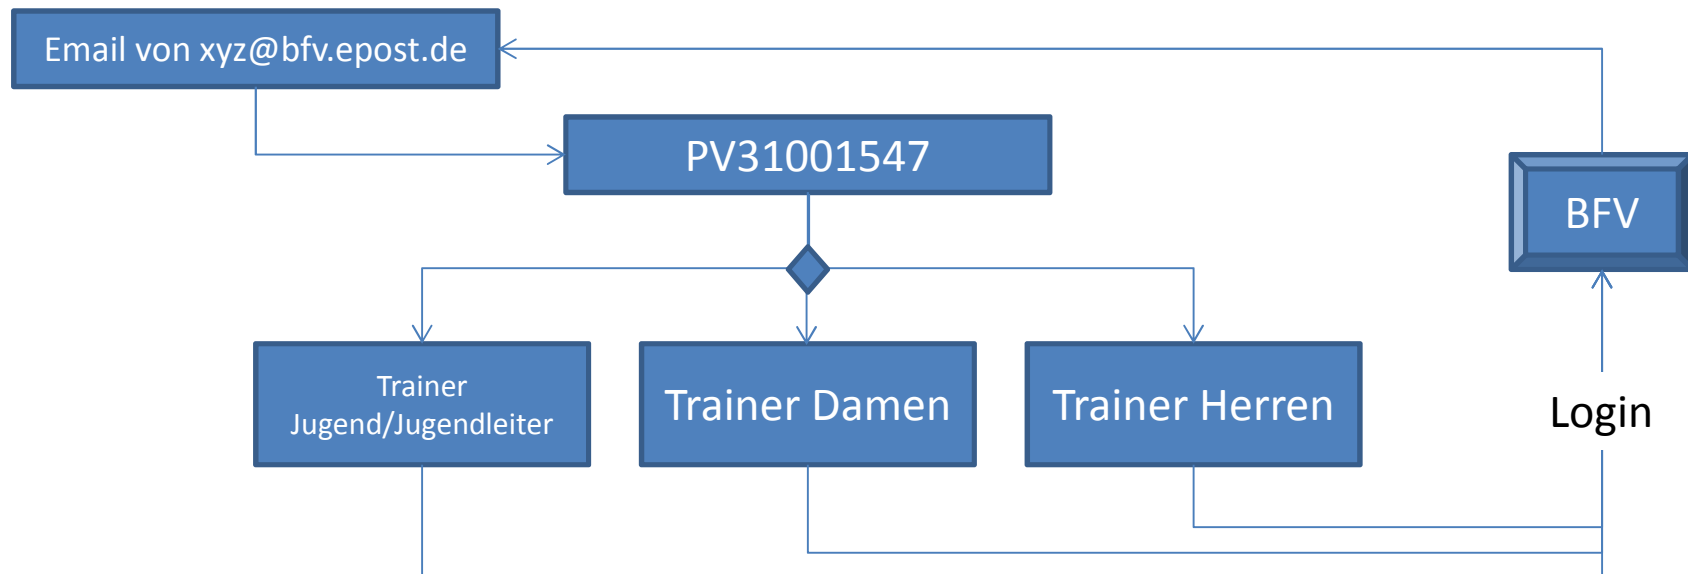 Email von xyz@bfv.epost.de
PV31001547
BFV
Trainer
Jugend/Jugendleiter
Trainer Damen
Trainer Herren
Login